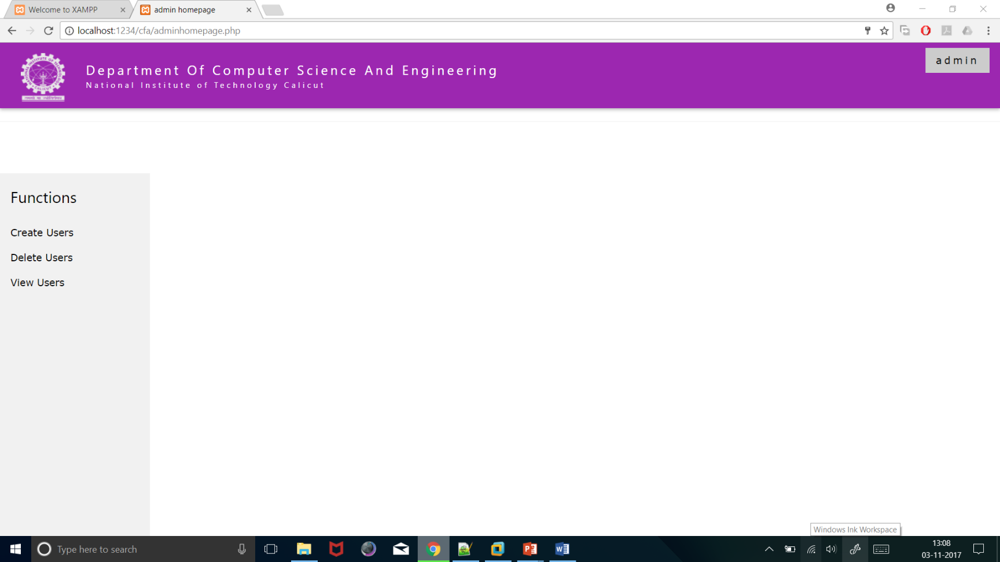 Welcome to XAMPP
admin homepage
localhost:1234/cfa/adminhomepage.php
Department Of Computer Science And Engineering
National Institute of Technology Calicut
admin
Functions
Create Users
Delete Users
View Users
Windows Ink Workspace
Type here to search
13:08
03-11-2017